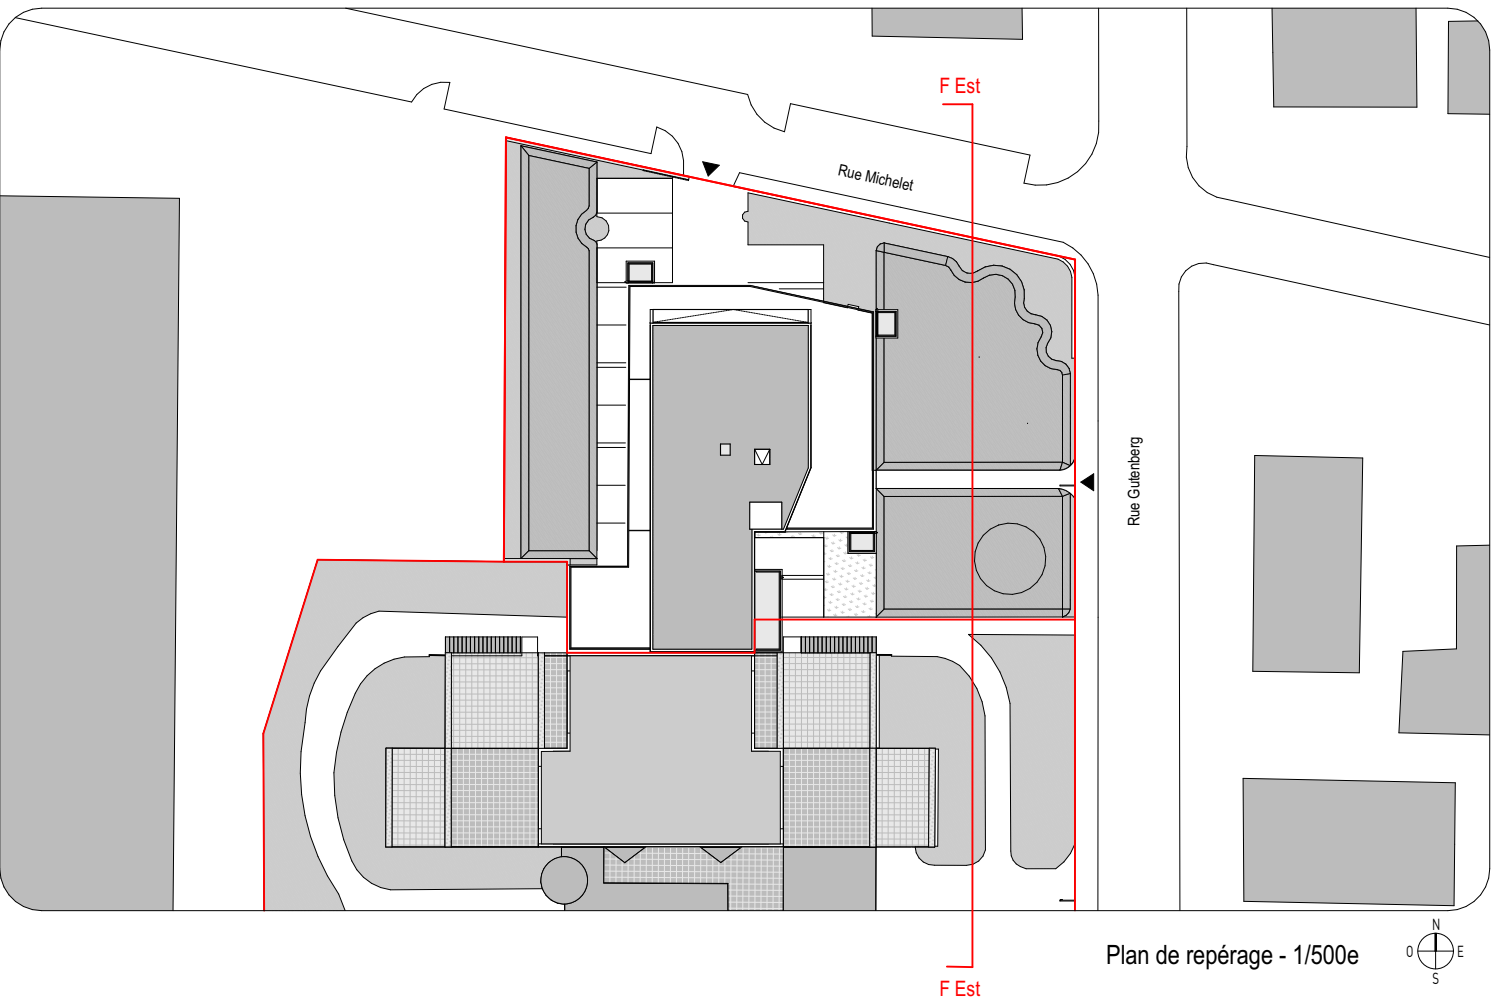 F Est
Rue Michelet
Rue Gutenberg
Plan de repérage - 1/500e
N
O
E
S
F Est